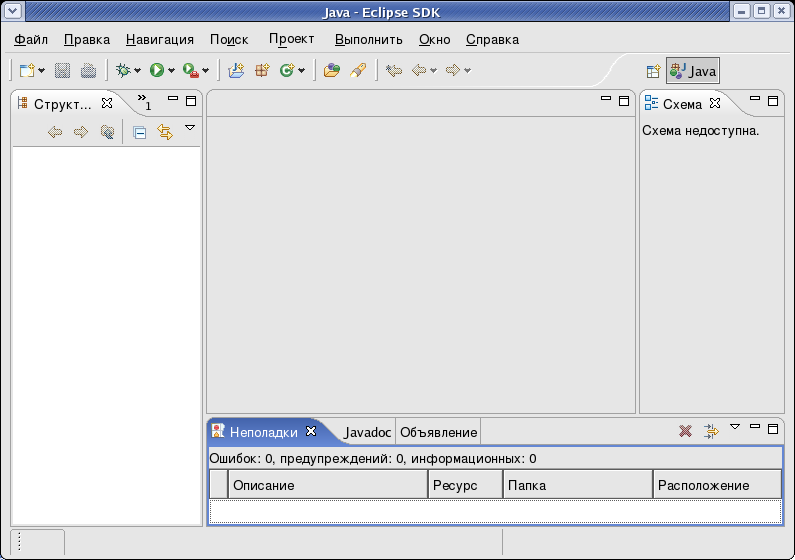 Java - Eclipse SDK
Файл Правка Навигация Поиск Проект Выполнить Окно Справка
Java
Структ... »1
Схема
Схема недоступна.
Неполадки Javadoc Объявление
Ошибок: 0, предупреждений: 0, информационных: 0
Описание Ресурс Папка Расположение